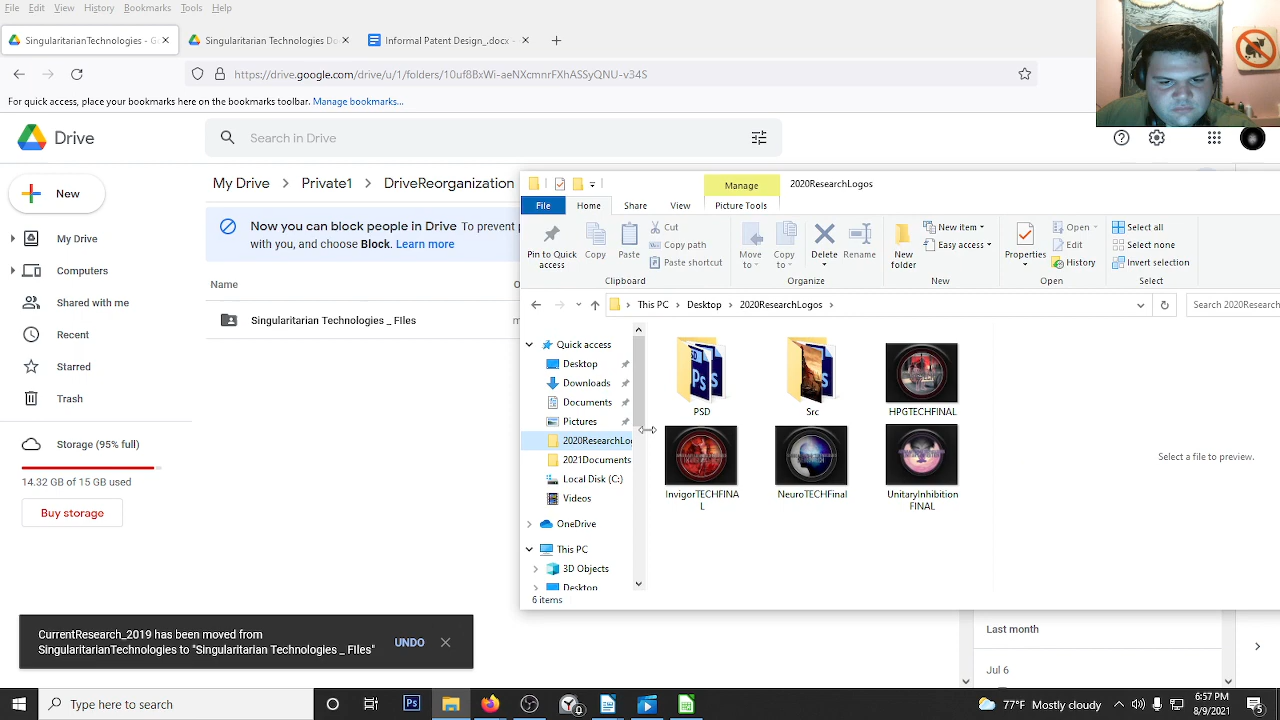 File Edit View History Bookmarks Tools Help
SingularitarianTechnologies - G
Singularitarian Technologies De
Informal Patent Design_.docx -
https://drive.google.com/drive/u/1/folders/10uf8BxWi-aeNXcmnrFXhASSyQNU-v34S
For quick access, place your bookmarks here on the bookmarks toolbar. Manage bookmarks...
Drive
Search in Drive
New
My Drive
Computers
Shared with me
Recent
Starred
Trash
Storage (95% full)
14.32 GB of 15 GB used
Buy storage
My Drive > Private1 > DriveReorganization
Now you can block people in Drive To prevent p
with you, and choose Block. Learn more
Name
Singularitarian Technologies _ FIles
Manage 2020ResearchLogos
File Home Share View Picture Tools
Pin to Quick access
Copy
Paste
Cut
Copy path
Paste shortcut
Clipboard
Move to
Copy to
Delete
Rename
Organize
New folder
New item
Easy access
New
Properties
Open
Edit
History
Open
Select all
Select none
Invert selection
Select
This PC > Desktop > 2020ResearchLogos >
Search 2020Research
Quick access
Desktop
Downloads
Documents
Pictures
2020ResearchLo
2021Documents
Local Disk (C:)
Videos
OneDrive
This PC
3D Objects
Desktop
PSD
Src
HPGTECHFINAL
InvigorTECHFINA
L
NeuroTECHFinal
UnitaryInhibition
FINAL
Select a file to preview.
6 items
Last month
Jul 6
CurrentResearch_2019 has been moved from
SingularitarianTechnologies to "Singularitarian Technologies _ FIles"
UNDO
Type here to search
77°F Mostly cloudy
6:57 PM
8/9/2021